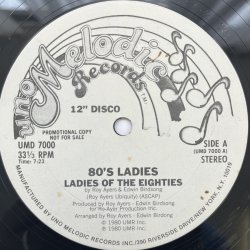 uno Melodic
Records
12" DISCO
PROMOTIONAL COPY
NOT FOR SALE
UMD 7000
33⅓ RPM
Time: 7:23
SIDE A
(UMD 7000 A)
STEREO
80'S LADIES
LADIES OF THE EIGHTIES
by Roy Ayers & Edwin Birdsong
(Roy Ayers Ubiquity) (ASCAP)
Produced by Roy Ayers - Edwin Birdsong
for Ro-Ayer Production Inc.
Arranged by Roy Ayers - Edwin Birdsong
© 1980 UMR Inc.
℗ 1980 UMR Inc.
MANUFACTURED BY UNO MELODIC RECORDS INC./390 RIVERSIDE DRIVE/NEW YORK, N.Y. 10025